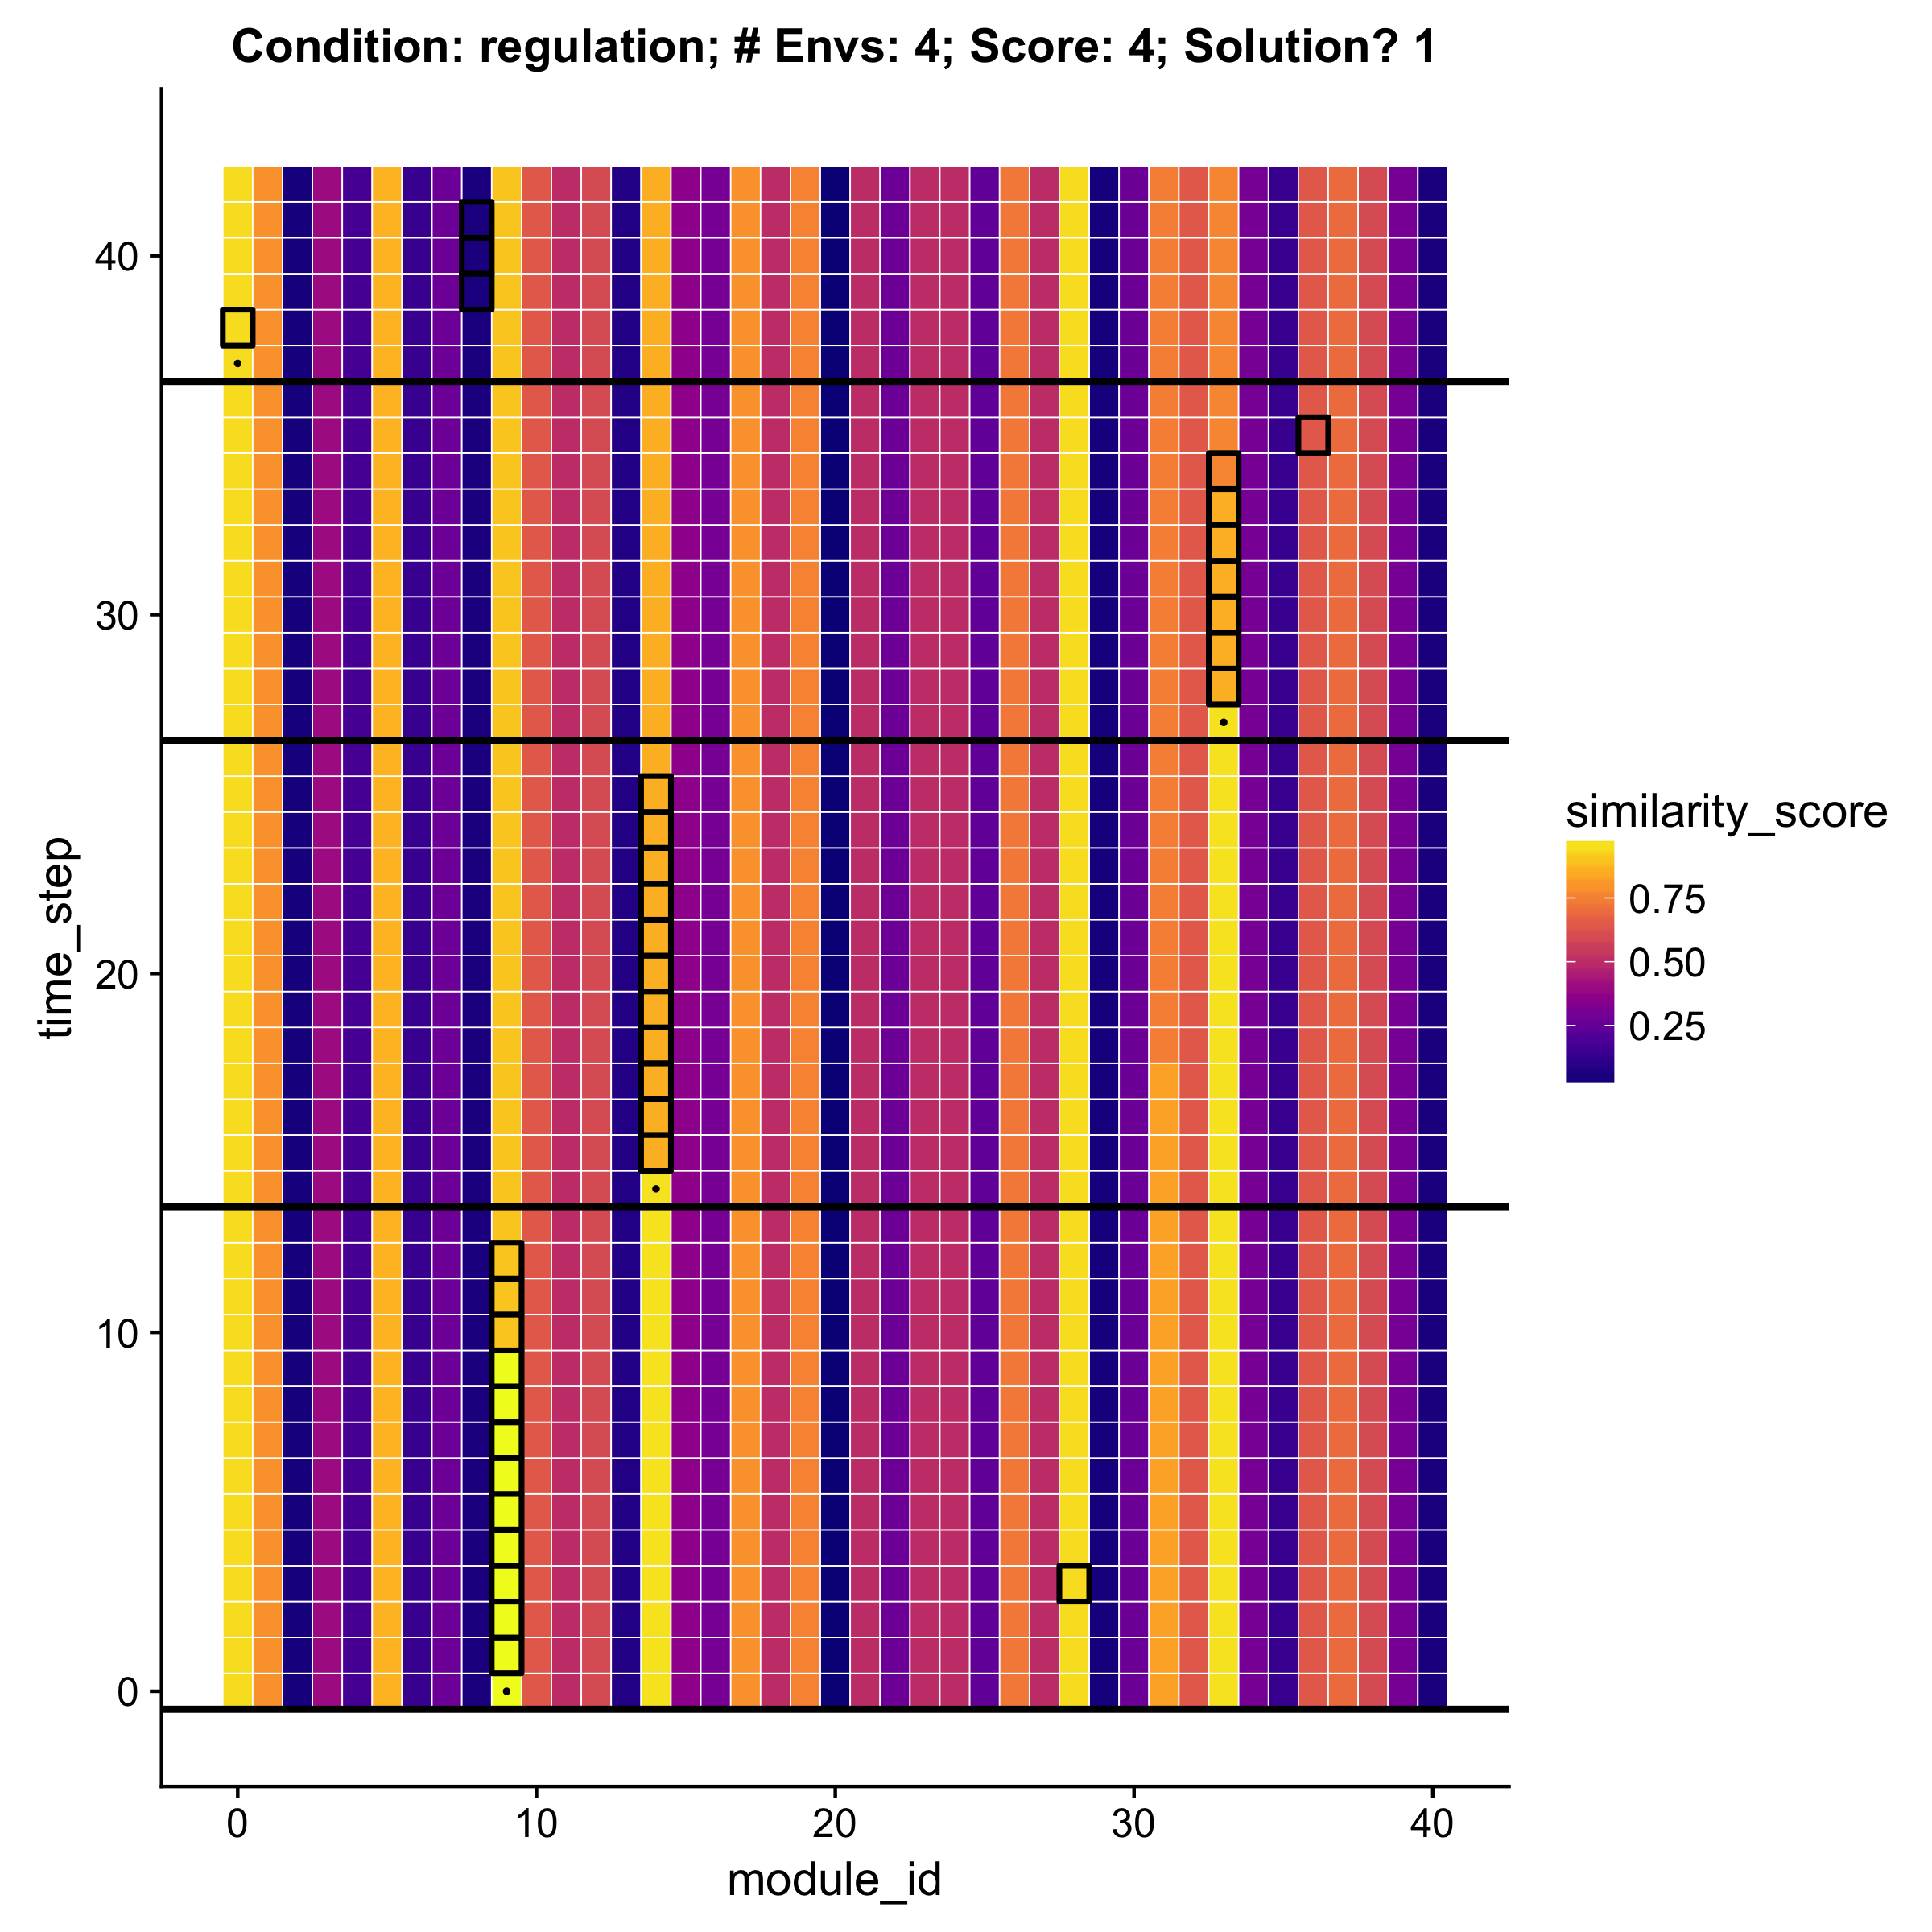 Condition: regulation; # Envs: 4; Score: 4; Solution? 1
time_step
40
30
20
10
0
0 10 20 30 40
module_id
similarity_score
0.75
0.50
0.25